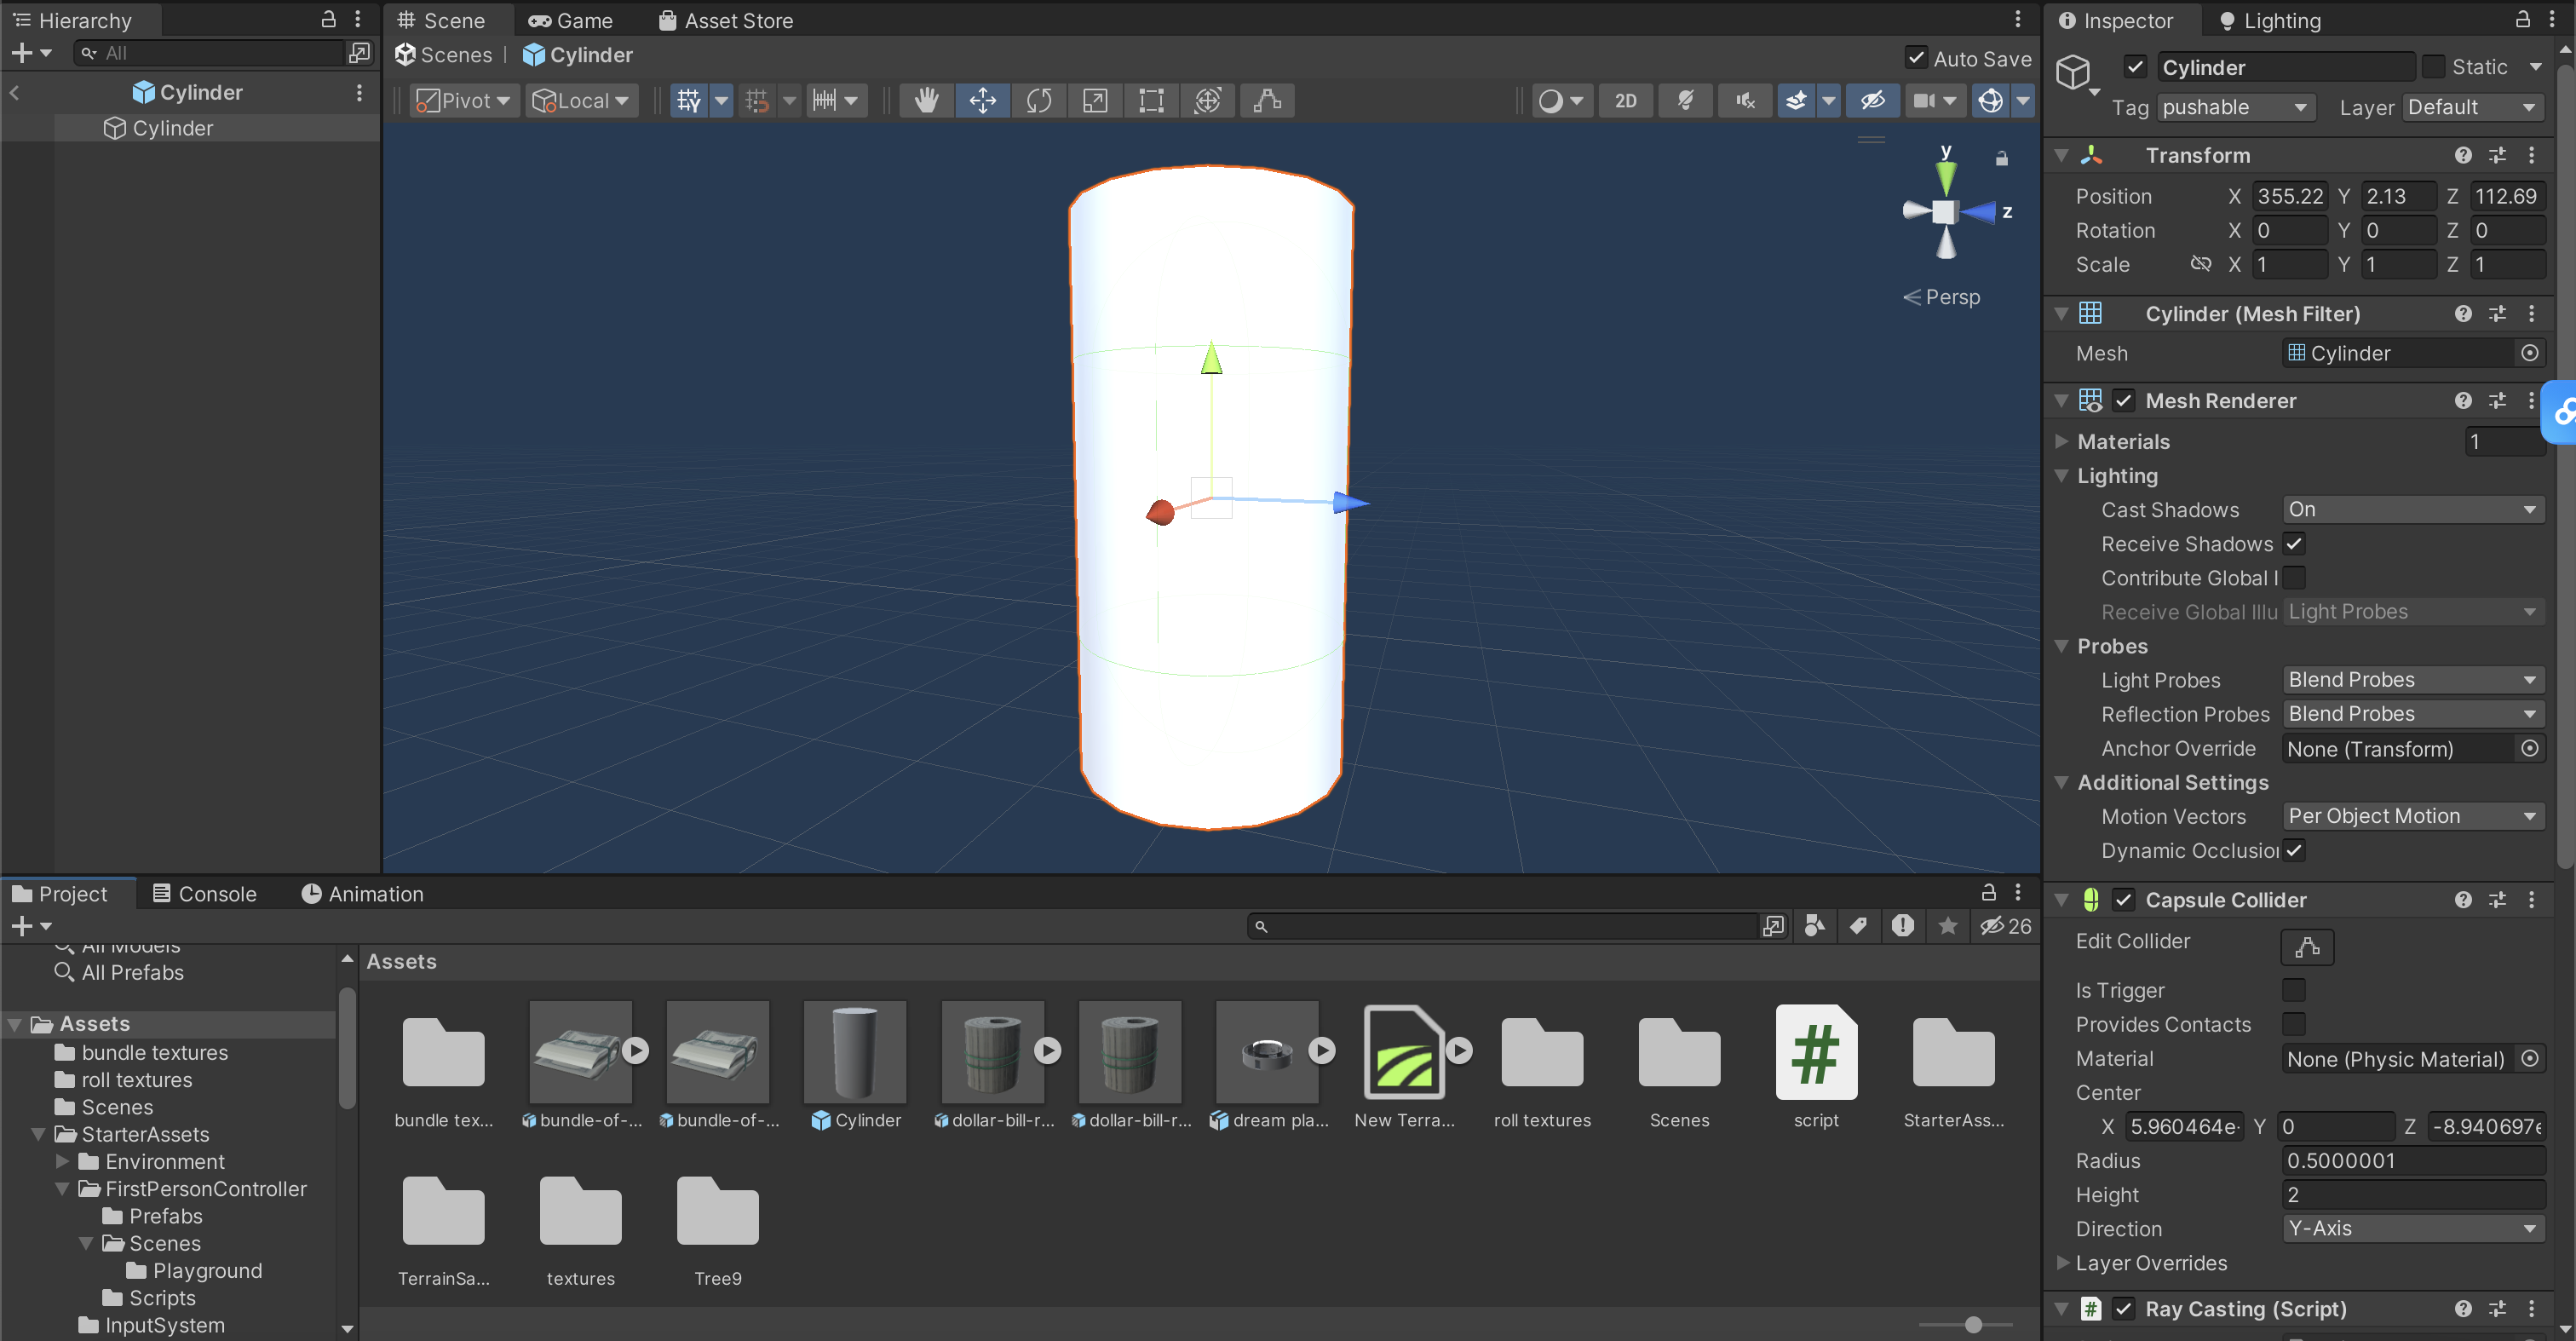 Hierarchy
All
Cylinder
Cylinder
Scene
Game
Asset Store
Scenes | Cylinder
Auto Save
Pivot
Local
2D
y
z
Persp
Inspector
Lighting
Cylinder
Static
Tag pushable
Layer Default
Transform
Position X 355.22 Y 2.13 Z 112.69
Rotation X 0 Y 0 Z 0
Scale X 1 Y 1 Z 1
Cylinder (Mesh Filter)
Mesh Cylinder
Mesh Renderer
Materials 1
Lighting
Cast Shadows On
Receive Shadows
Contribute Global I
Receive Global Illu Light Probes
Probes
Light Probes Blend Probes
Reflection Probes Blend Probes
Anchor Override None (Transform)
Additional Settings
Motion Vectors Per Object Motion
Dynamic Occlusion
Capsule Collider
Edit Collider
Is Trigger
Provides Contacts
Material None (Physic Material)
Center
X 5.960464e- Y 0 Z -8.940697e
Radius 0.5000001
Height 2
Direction Y-Axis
Layer Overrides
# Ray Casting (Script)
Project
Console
Animation
26
All Models
All Prefabs
Assets
bundle textures
roll textures
Scenes
StarterAssets
Environment
FirstPersonController
Prefabs
Scenes
Playground
Scripts
InputSystem
Assets
#
bundle tex...
bundle-of-...
bundle-of-...
Cylinder
dollar-bill-r...
dollar-bill-r...
dream pla...
New Terra...
roll textures
Scenes
script
StarterAss...
TerrainSa...
textures
Tree9